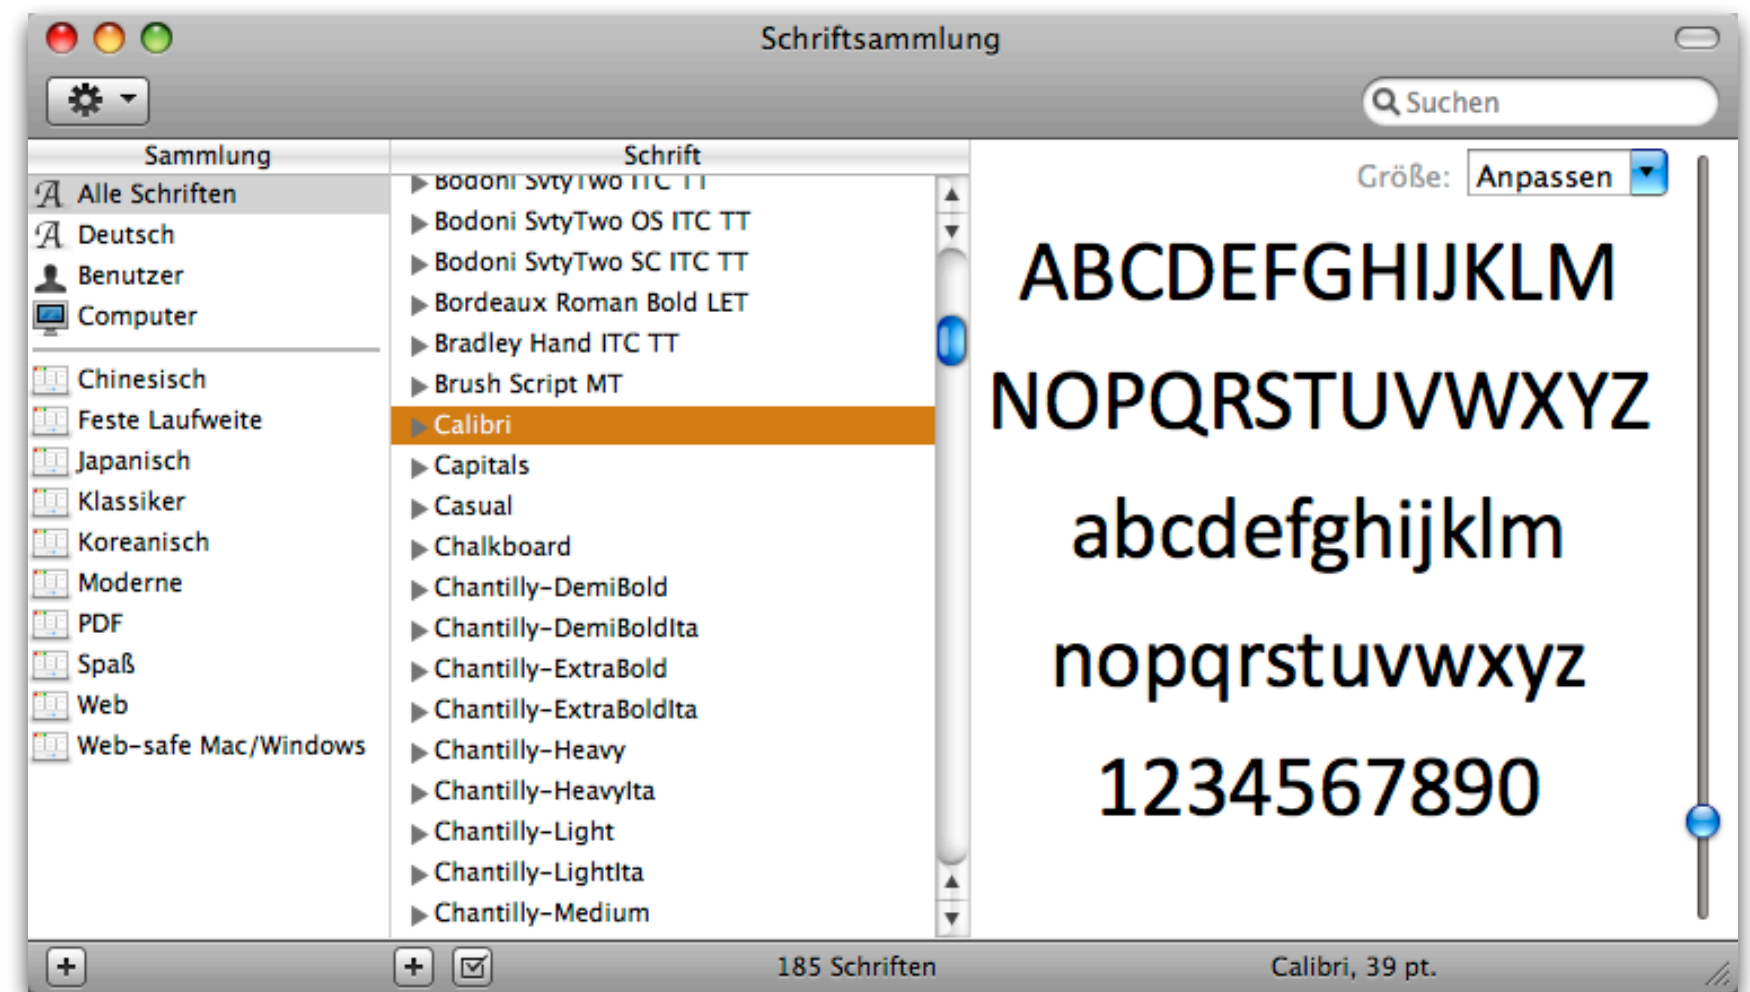 Schriftsammlung
Suchen
Sammlung
Alle Schriften
Deutsch
Benutzer
Computer
Chinesisch
Feste Laufweite
Japanisch
Klassiker
Koreanisch
Moderne
PDF
Spaß
Web
Web-safe Mac/Windows
Schrift
Bodoni SvtyTwo ITC TT
Bodoni SvtyTwo OS ITC TT
Bodoni SvtyTwo SC ITC TT
Bordeaux Roman Bold LET
Bradley Hand ITC TT
Brush Script MT
Calibri
Capitals
Casual
Chalkboard
Chantilly-DemiBold
Chantilly-DemiBoldIta
Chantilly-ExtraBold
Chantilly-ExtraBoldIta
Chantilly-Heavy
Chantilly-HeavyIta
Chantilly-Light
Chantilly-LightIta
Chantilly-Medium
Größe: Anpassen
ABCDEFGHIJKLM
NOPQRSTUVWXYZ
abcdefghijklm
nopqrstuvwxyz
1234567890
185 Schriften
Calibri, 39 pt.